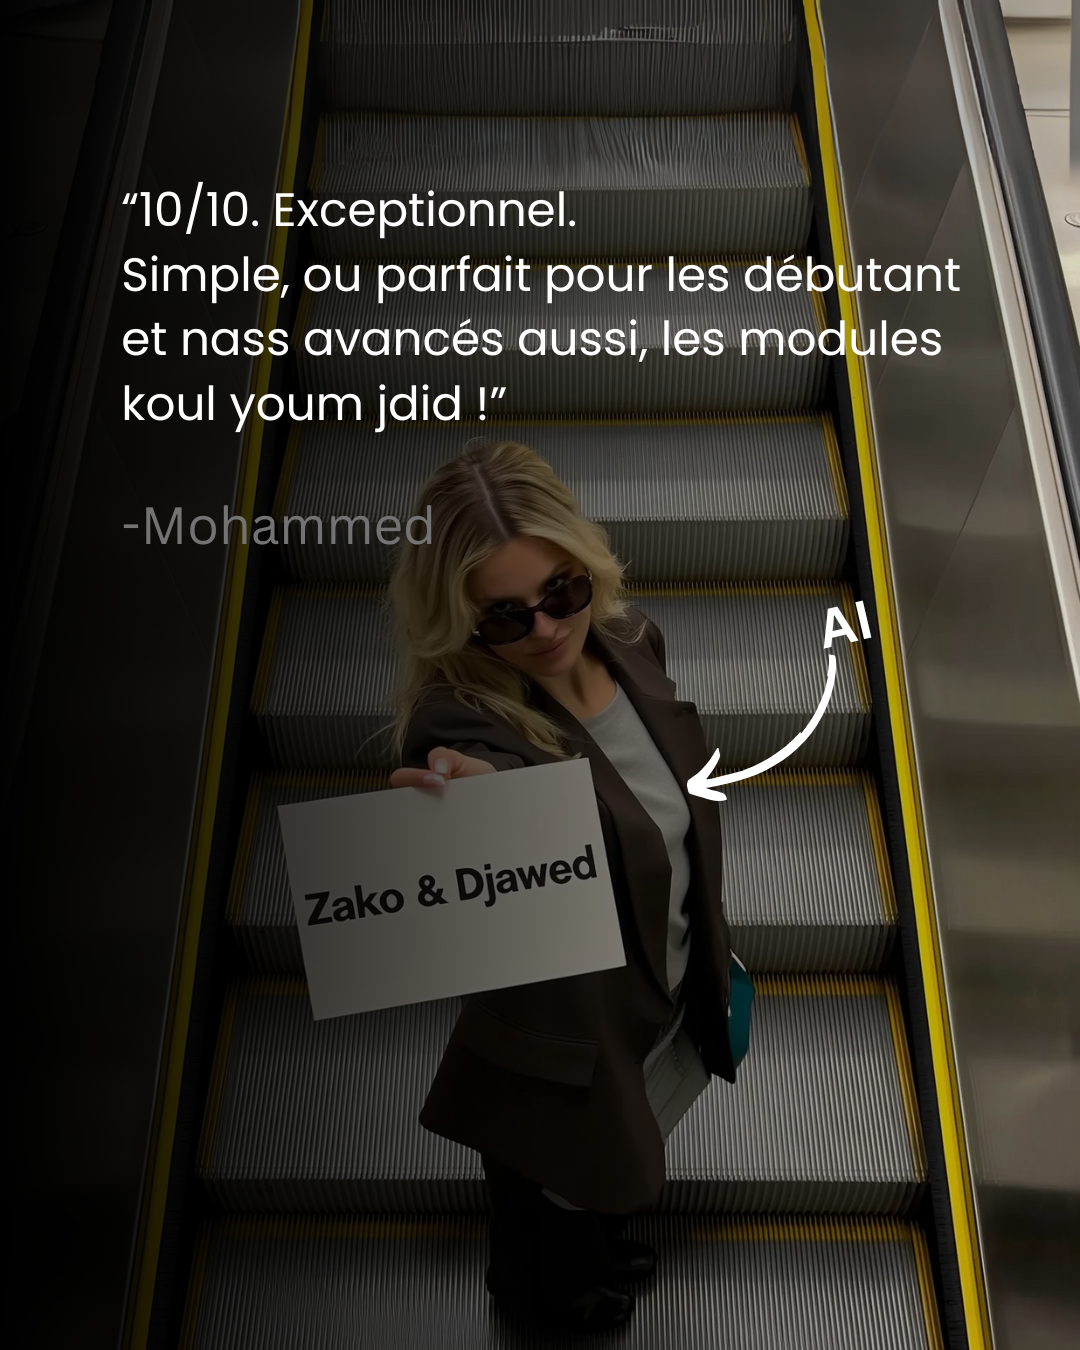 “10/10. Exceptionnel.
Simple, ou parfait pour les débutant
et nass avancés aussi, les modules
koul youm jdid !”
-Mohammed
AI
Zako & Djawed